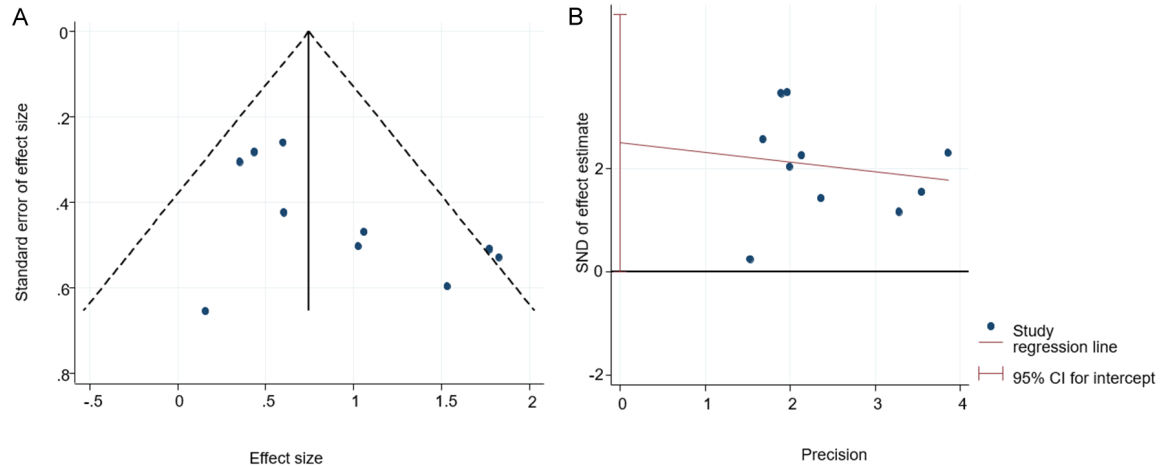 A
Standard error of effect size
0
.2
.4
.6
.8
-.5
0
.5
1
1.5
2
Effect size
B
SND of effect estimate
2
0
-2
0
1
2
3
4
Precision
Study
regression line
95% CI for intercept